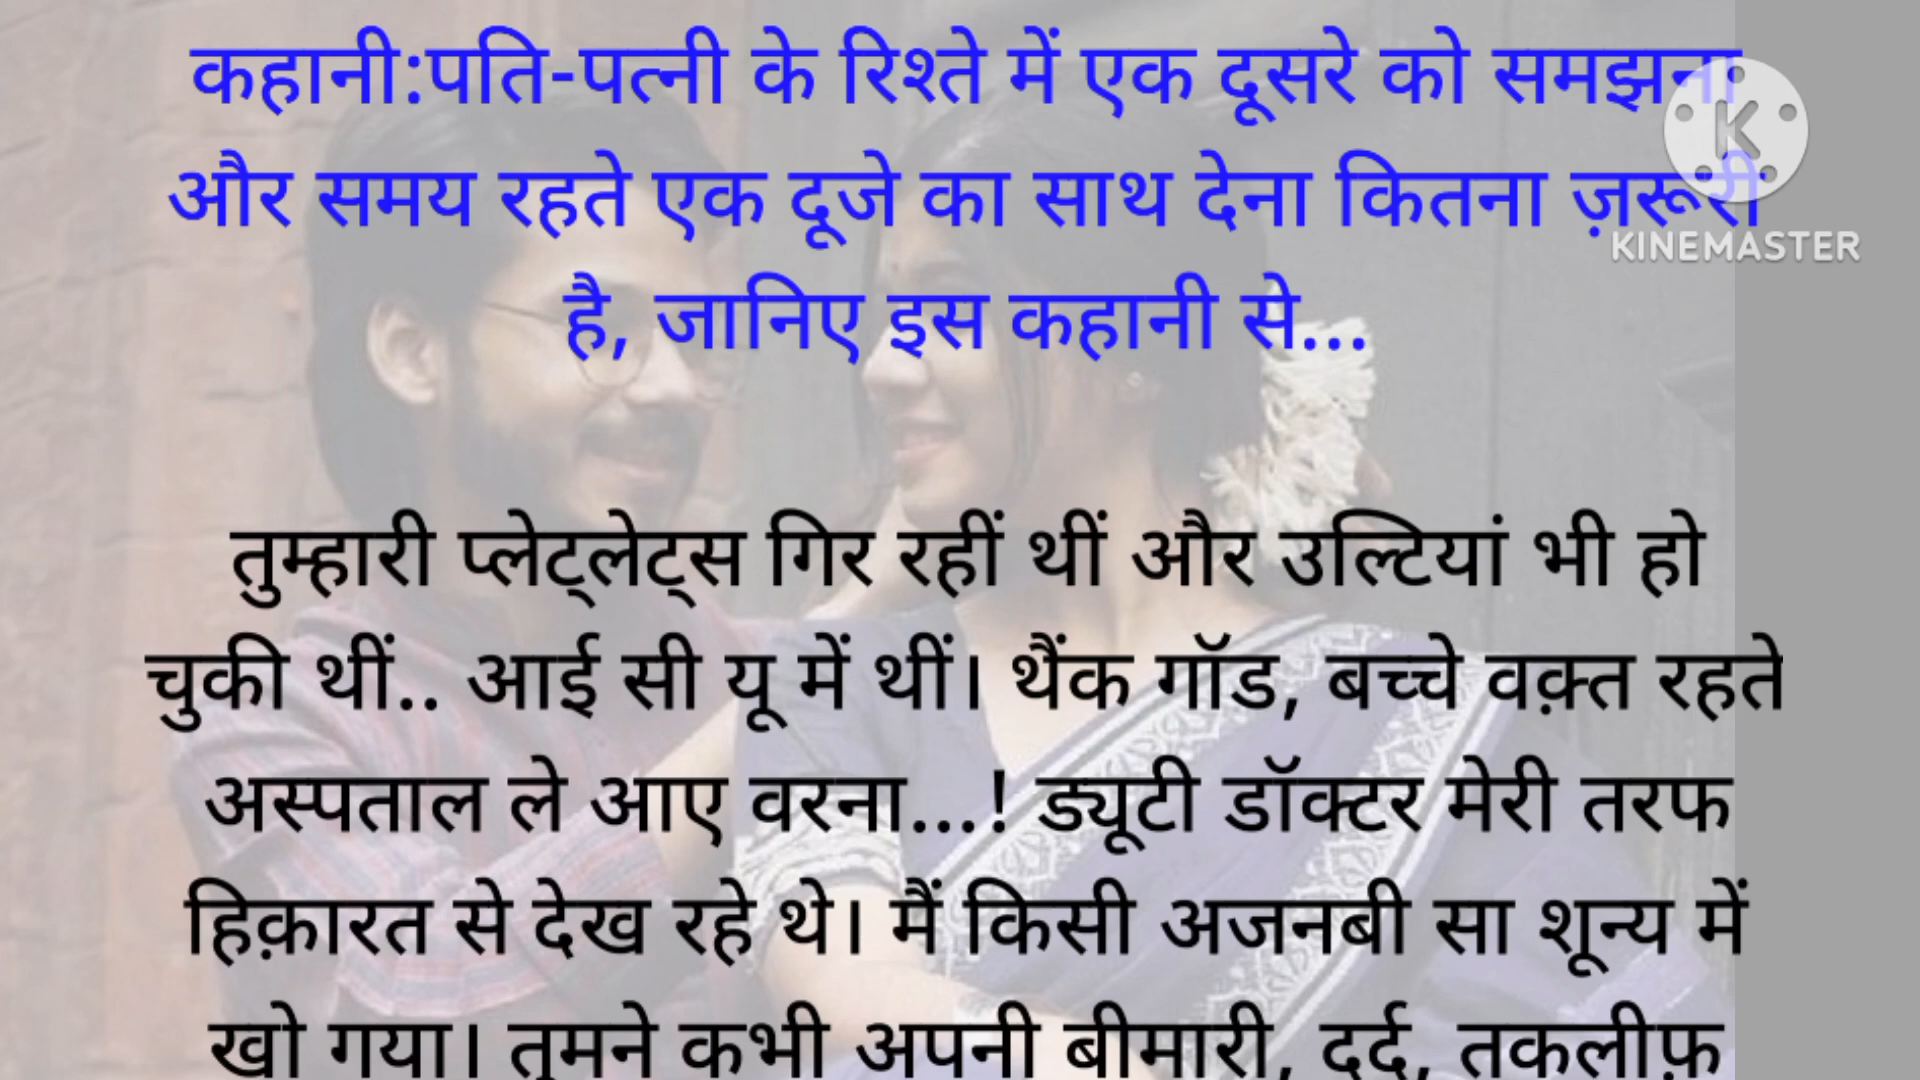 कहानी:पति-पत्नी के रिश्ते में एक दूसरे को समझना
और समय रहते एक दूजे का साथ देना कितना ज़रूरी
है, जानिए इस कहानी से...
K
KINEMASTER
तुम्हारी प्लेट्लेट्स गिर रहीं थीं और उल्टियां भी हो
चुकी थीं.. आई सी यू में थीं। थैंक गॉड, बच्चे वक़्त रहते
अस्पताल ले आए वरना...! ड्यूटी डॉक्टर मेरी तरफ
हिक़ारत से देख रहे थे। मैं किसी अजनबी सा शून्य में
खो गया। तुमने कभी अपनी बीमारी, दर्द, तकलीफ़